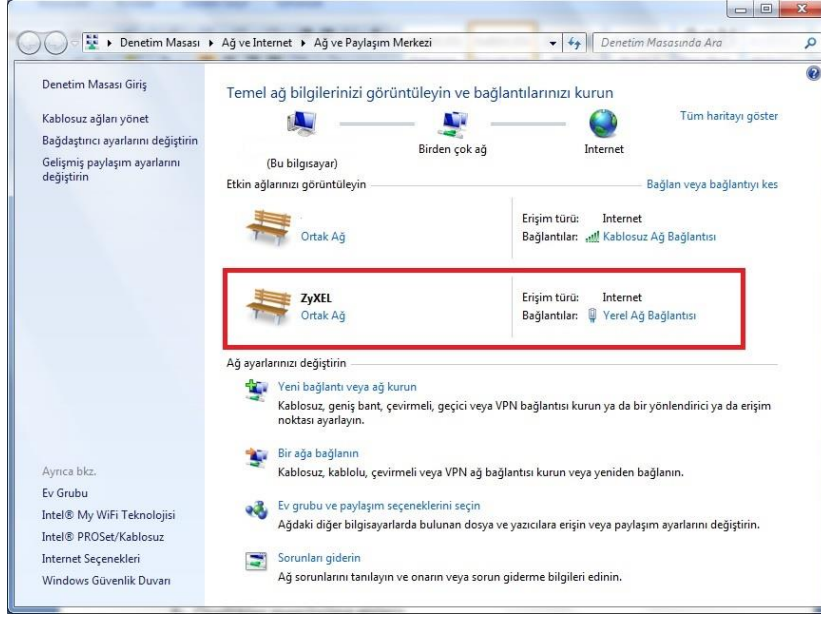 Denetim Masası ▸ Ağ ve Internet ▸ Ağ ve Paylaşım Merkezi
Denetim Masasında Ara
Denetim Masası Giriş
Kablosuz ağları yönet
Bağdaştırıcı ayarlarını değiştirin
Gelişmiş paylaşım ayarlarını
değiştirin
Temel ağ bilgilerinizi görüntüleyin ve bağlantılarınızı kurun
Tüm haritayı göster
(Bu bilgısayar)
Birden çok ağ
Internet
Etkin ağlarınızı görüntüleyin
Bağlan veya bağlantıyı kes
Ortak Ağ
Erişim türü: Internet
Bağlantılar: Kablosuz Ağ Bağlantısı
ZyXEL
Ortak Ağ
Erişim türü: Internet
Bağlantılar: Yerel Ağ Bağlantısı
Ağ ayarlarınızı değiştirin
Yeni bağlantı veya ağ kurun
Kablosuz, geniş bant, çevirmeli, geçici veya VPN bağlantısı kurun ya da bir yönlendirici ya da erişim
noktası ayarlayın.
Bir ağa bağlanın
Kablosuz, kablolu, çevirmeli veya VPN ağ bağlantısı kurun veya yeniden bağlanın.
Ev grubu ve paylaşım seçeneklerini seçin
Ağdaki diğer bilgisayarlarda bulunan dosya ve yazıcılara erişin veya paylaşım ayarlarını değiştirin.
Sorunları giderin
Ağ sorunlarını tanılayın ve onarın veya sorun giderme bilgileri edinin.
Ayrıca bkz.
Ev Grubu
Intel® My WiFi Teknolojisi
Intel® PROSet/Kablosuz
Internet Seçenekleri
Windows Güvenlik Duvarı